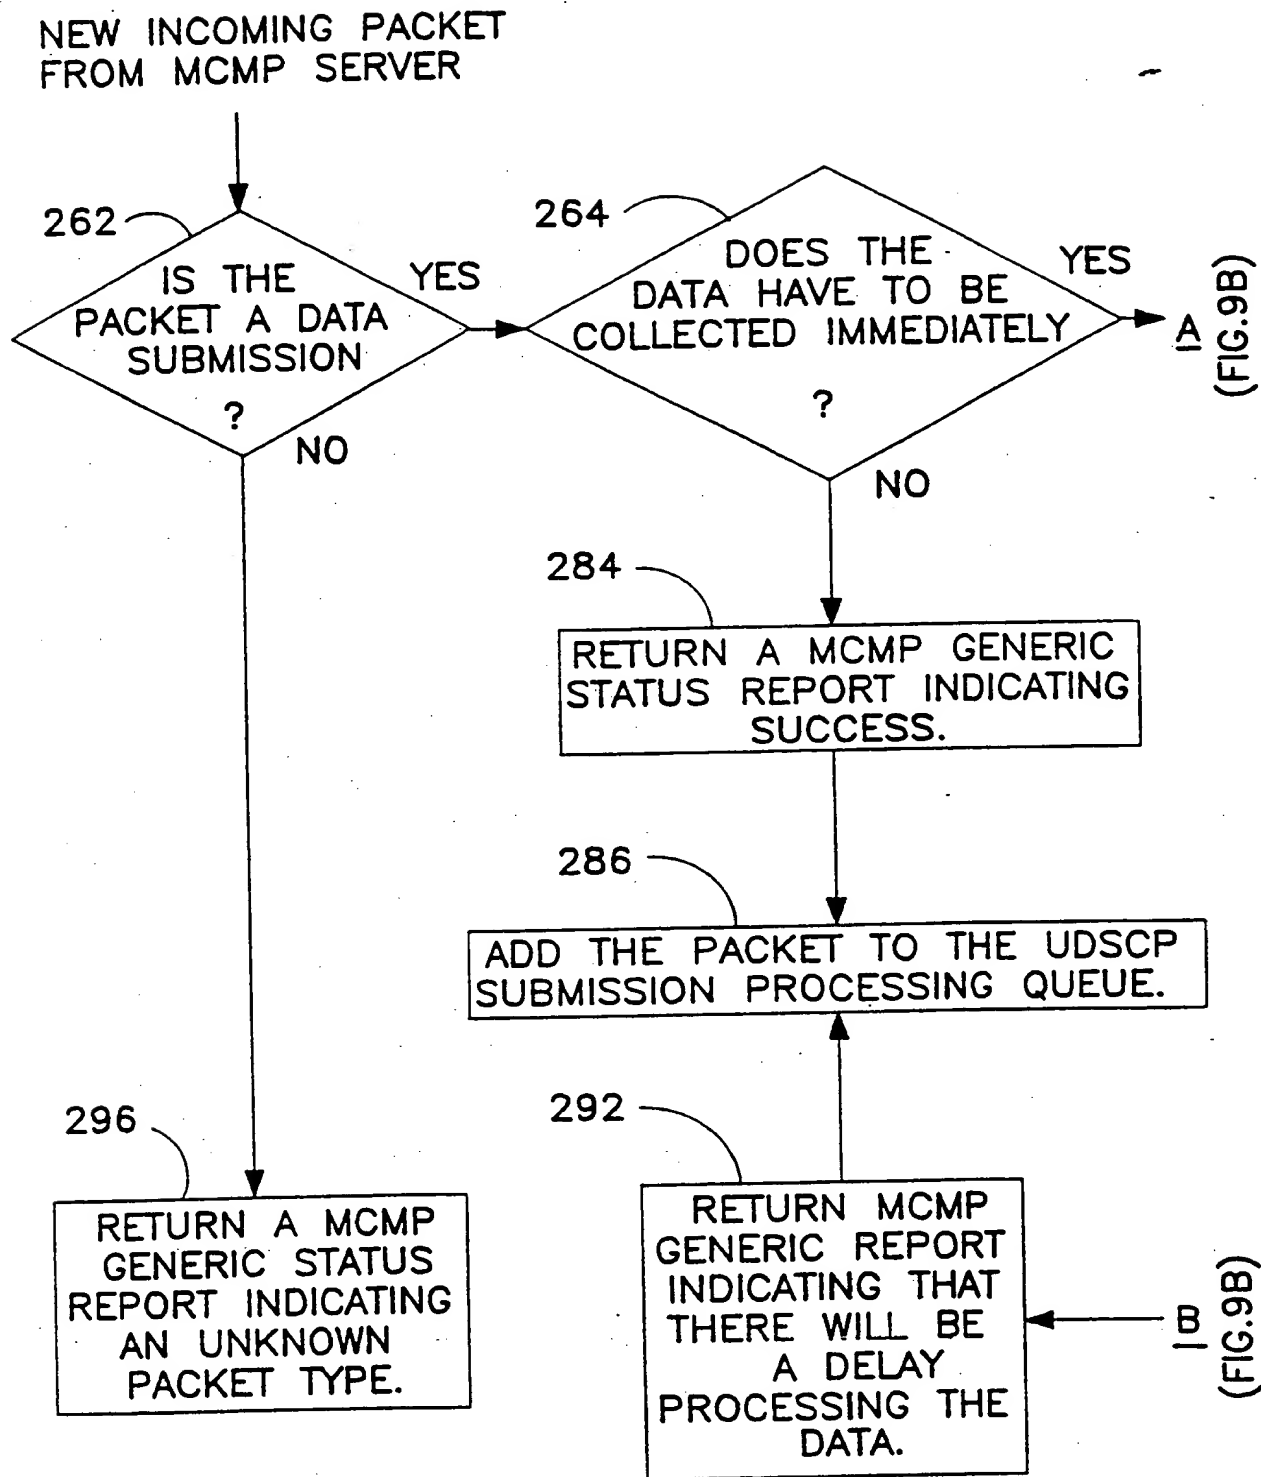 NEW INCOMING PACKET
FROM MCMP SERVER
262
IS THE
PACKET A DATA
SUBMISSION
?
YES
NO
264
DOES THE
DATA HAVE TO BE
COLLECTED IMMEDIATELY
?
YES
NO
A
(FIG.9B)
284
RETURN A MCMP GENERIC
STATUS REPORT INDICATING
SUCCESS.
286
ADD THE PACKET TO THE UDSCP
SUBMISSION PROCESSING QUEUE.
296
RETURN A MCMP
GENERIC STATUS
REPORT INDICATING
AN UNKNOWN
PACKET TYPE.
292
RETURN MCMP
GENERIC REPORT
INDICATING THAT
THERE WILL BE
A DELAY
PROCESSING THE
DATA.
B
(FIG.9B)